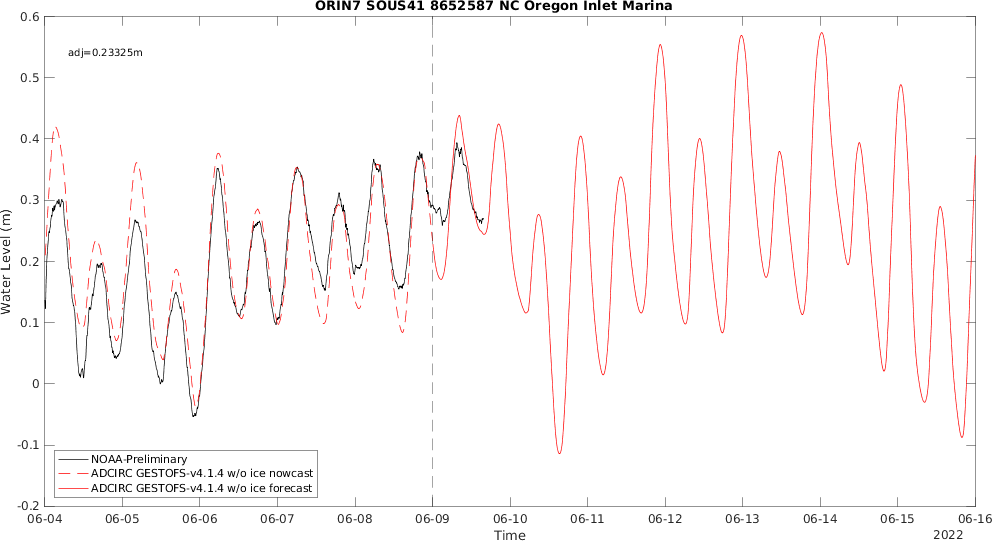 ORIN7 SOUS41 8652587 NC Oregon Inlet Marina
adj=0.23325m
0.6
0.5
0.4
0.3
0.2
0.1
0
-0.1
-0.2
Water Level (m)
NOAA-Preliminary
ADCIRC GESTOFS-v4.1.4 w/o ice nowcast
ADCIRC GESTOFS-v4.1.4 w/o ice forecast
06-04 06-05 06-06 06-07 06-08 06-09 06-10 06-11 06-12 06-13 06-14 06-15 06-16
Time
2022